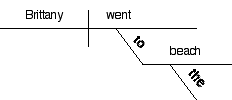 Brittany went
to
beach
the